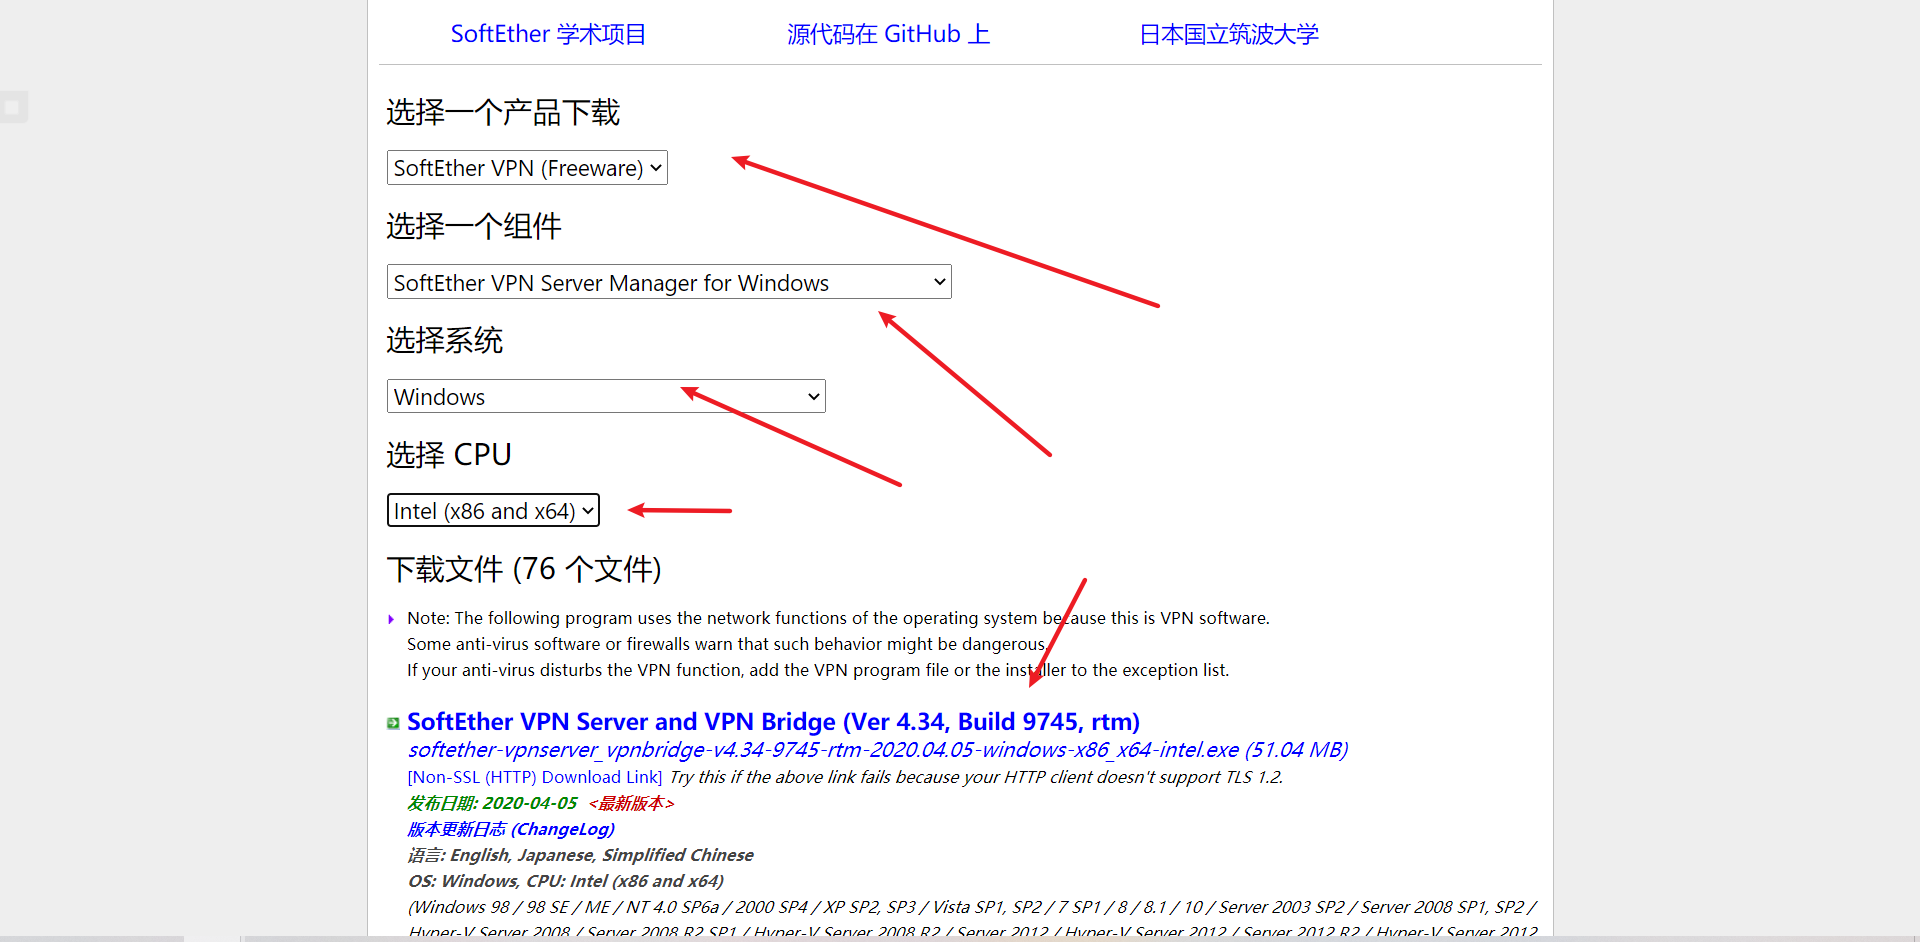 SoftEther 学术项目
源代码在 GitHub 上
日本国立筑波大学
选择一个产品下载
SoftEther VPN (Freeware)
选择一个组件
SoftEther VPN Server Manager for Windows
选择系统
Windows
选择 CPU
Intel (x86 and x64)
下载文件 (76 个文件)
Note: The following program uses the network functions of the operating system because this is VPN software.
Some anti-virus software or firewalls warn that such behavior might be dangerous.
If your anti-virus disturbs the VPN function, add the VPN program file or the installer to the exception list.
SoftEther VPN Server and VPN Bridge (Ver 4.34, Build 9745, rtm)
softether-vpnserver_vpnbridge-v4.34-9745-rtm-2020.04.05-windows-x86_x64-intel.exe (51.04 MB)
[Non-SSL (HTTP) Download Link] Try this if the above link fails because your HTTP client doesn't support TLS 1.2.
发布日期: 2020-04-05 <最新版本>
版本更新日志 (ChangeLog)
语言: English, Japanese, Simplified Chinese
OS: Windows, CPU: Intel (x86 and x64)
(Windows 98 / 98 SE / ME / NT 4.0 SP6a / 2000 SP4 / XP SP2, SP3 / Vista SP1, SP2 / 7 SP1 / 8 / 8.1 / 10 / Server 2003 SP2 / Server 2008 SP1, SP2 /
Hyper-V Server 2008 / Server 2008 R2 SP1 / Hyper-V Server 2008 R2 / Server 2012 / Hyper-V Server 2012 / Server 2012 R2 / Hyper-V Server 2012